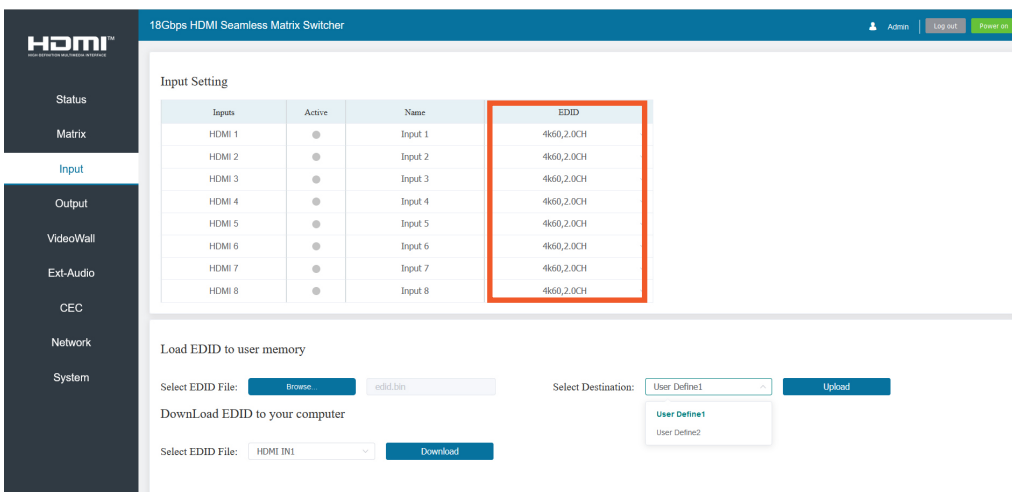 18Gbps HDMI Seamless Matrix Switcher
Admin Log out Power on
HDMI™
HIGH-DEFINITION MULTIMEDIA INTERFACE
Status
Matrix
Input
Output
VideoWall
Ext-Audio
CEC
Network
System
Input Setting
Inputs Active Name EDID
HDMI 1 Input 1 4k60,2.0CH
HDMI 2 Input 2 4k60,2.0CH
HDMI 3 Input 3 4k60,2.0CH
HDMI 4 Input 4 4k60,2.0CH
HDMI 5 Input 5 4k60,2.0CH
HDMI 6 Input 6 4k60,2.0CH
HDMI 7 Input 7 4k60,2.0CH
HDMI 8 Input 8 4k60,2.0CH
Load EDID to user memory
Select EDID File: Browse... edid.bin Select Destination: User Define1 Upload
User Define1
User Define2
DownLoad EDID to your computer
Select EDID File: HDMI IN1 Download